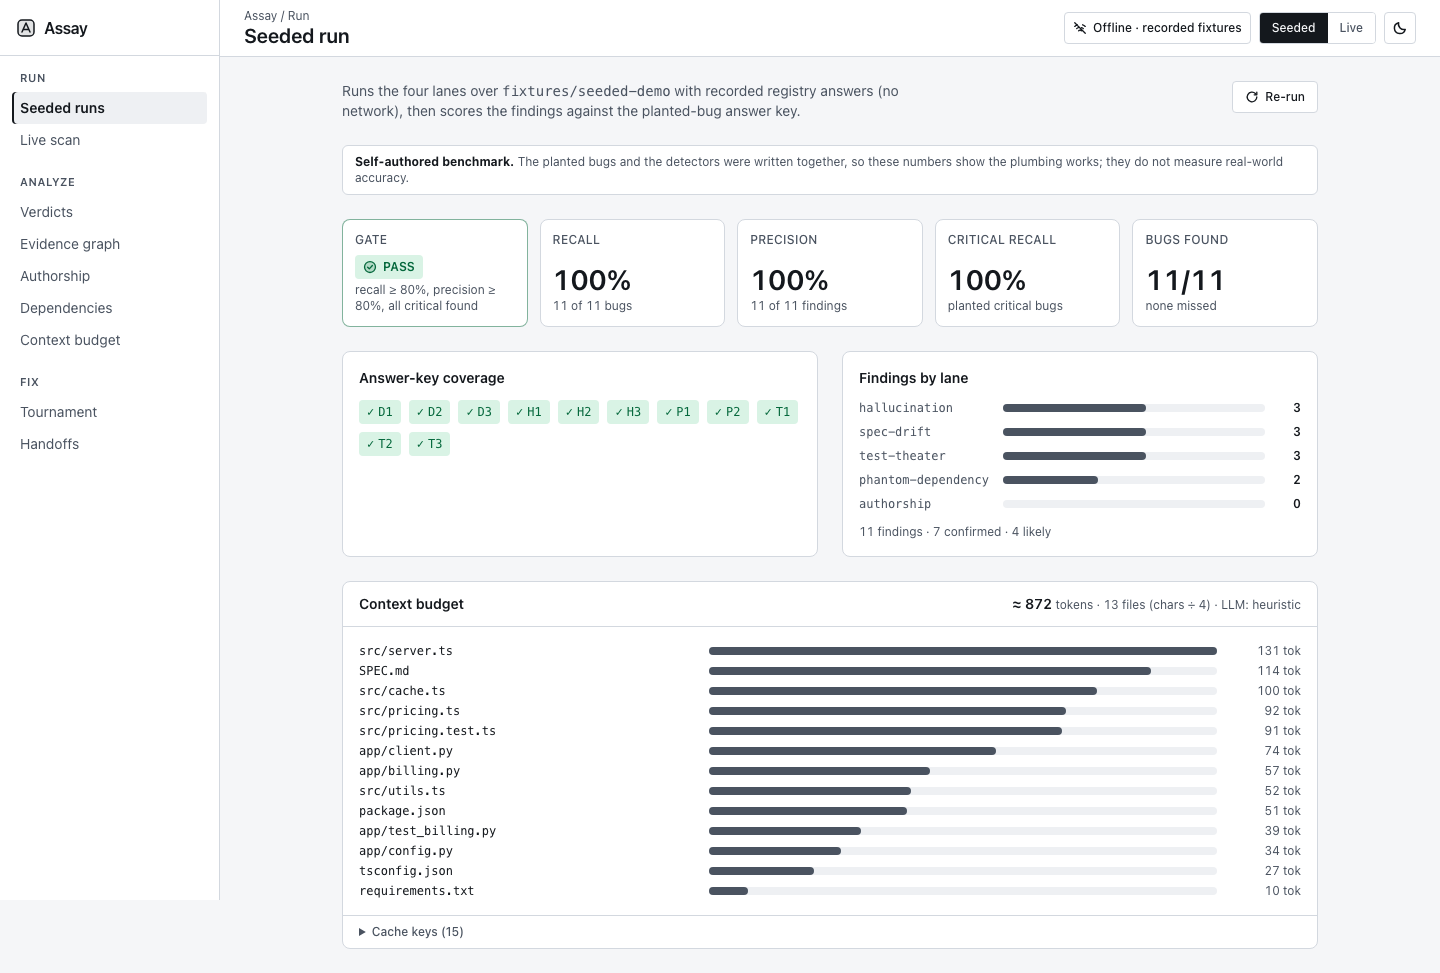 Assay
RUN
Seeded runs
Live scan
ANALYZE
Verdicts
Evidence graph
Authorship
Dependencies
Context budget
FIX
Tournament
Handoffs
Assay / Run
Seeded run
Offline · recorded fixtures
Seeded
Live
Runs the four lanes over fixtures/seeded-demo with recorded registry answers (no
network), then scores the findings against the planted-bug answer key.
Re-run
Self-authored benchmark. The planted bugs and the detectors were written together, so these numbers show the plumbing works; they do not measure real-world
accuracy.
GATE
PASS
recall ≥ 80%, precision ≥
80%, all critical found
RECALL
100%
11 of 11 bugs
PRECISION
100%
11 of 11 findings
CRITICAL RECALL
100%
planted critical bugs
BUGS FOUND
11/11
none missed
Answer-key coverage
✓ D1 ✓ D2 ✓ D3 ✓ H1 ✓ H2 ✓ H3 ✓ P1 ✓ P2 ✓ T1
✓ T2 ✓ T3
Findings by lane
hallucination 3
spec-drift 3
test-theater 3
phantom-dependency 2
authorship 0
11 findings · 7 confirmed · 4 likely
Context budget
≈ 872 tokens · 13 files (chars ÷ 4) · LLM: heuristic
src/server.ts 131 tok
SPEC.md 114 tok
src/cache.ts 100 tok
src/pricing.ts 92 tok
src/pricing.test.ts 91 tok
app/client.py 74 tok
app/billing.py 57 tok
src/utils.ts 52 tok
package.json 51 tok
app/test_billing.py 39 tok
app/config.py 34 tok
tsconfig.json 27 tok
requirements.txt 10 tok
Cache keys (15)